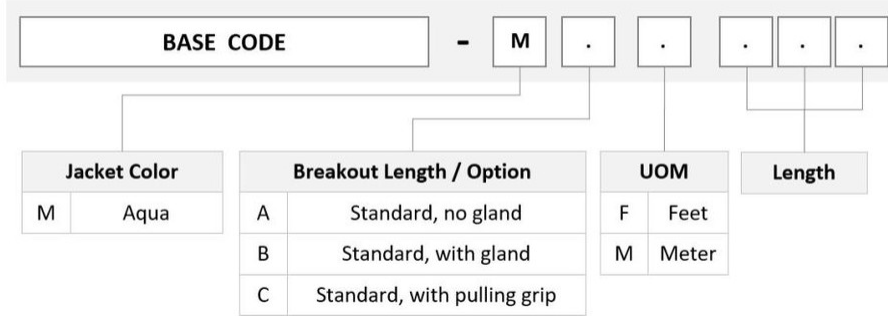 BASE CODE - M . . . . .
Jacket Color
M Aqua
Breakout Length / Option
A Standard, no gland
B Standard, with gland
C Standard, with pulling grip
UOM
F Feet
M Meter
Length